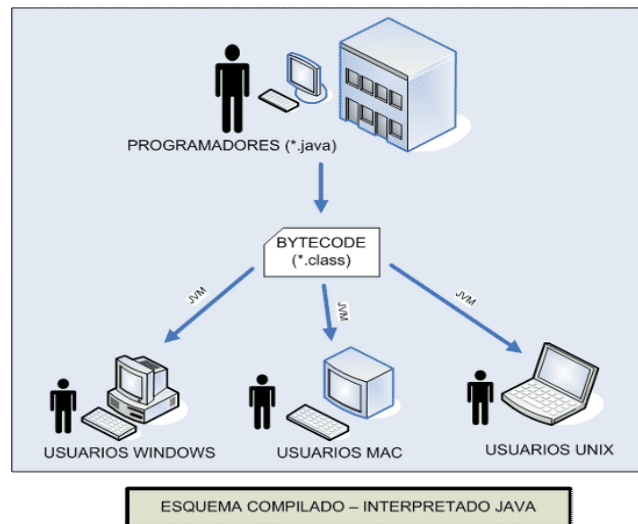 PROGRAMADORES (*.java)
BYTECODE
(*.class)
JVM
JVM
JVM
USUARIOS WINDOWS
USUARIOS MAC
USUARIOS UNIX
ESQUEMA COMPILADO – INTERPRETADO JAVA